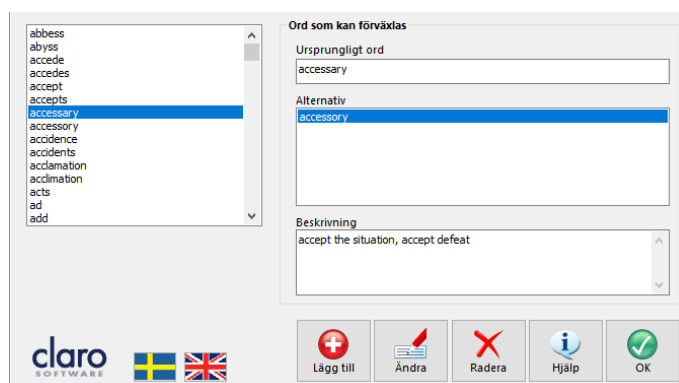 abbess
abyss
accede
accedes
accept
accepts
accessary
accessory
accidence
accidents
acclamation
acclimation
acts
ad
add
Ord som kan förväxlas
Ursprungligt ord
accessary
Alternativ
accessory
Beskrivning
accept the situation, accept defeat
claro
SOFTWARE
Lägg till
Ändra
Radera
Hjälp
OK